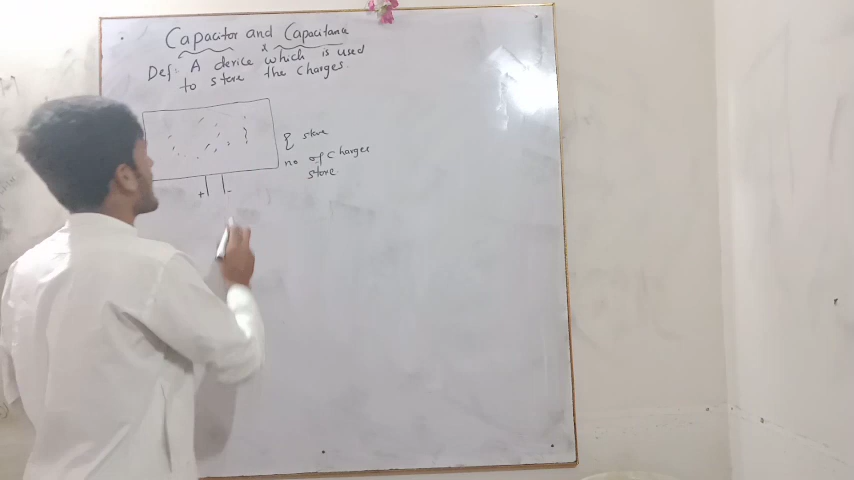 Capacitor and Capacitance
Def: A device which is used
to store the charges
store
no of charges
store
+ -